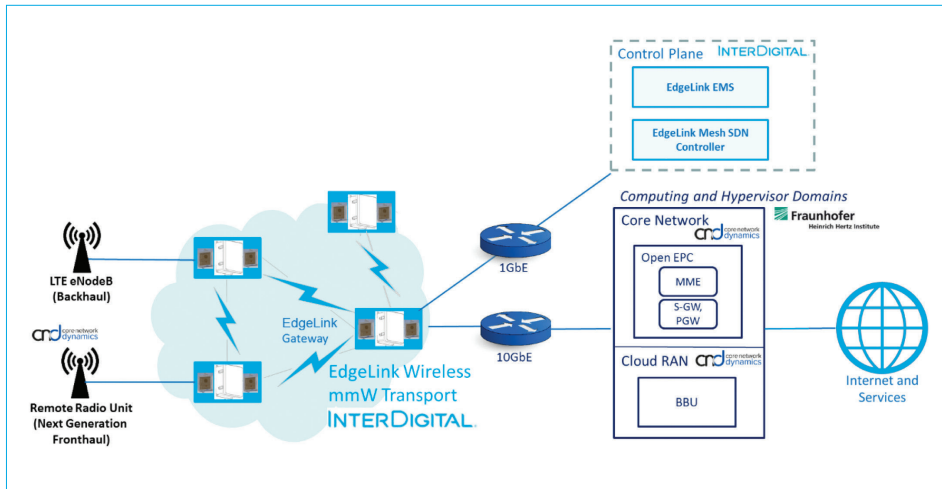 Control Plane INTERDIGITAL.
EdgeLink EMS
EdgeLink Mesh SDN
Controller
Computing and Hypervisor Domains
Fraunhofer
Heinrich Hertz Institute
Core Network
cnd core network
dynamics
Open EPC
MME
S-GW,
PGW
Cloud RAN cnd core network
dynamics
BBU
1GbE
10GbE
Internet and
Services
LTE eNodeB
(Backhaul)
cnd core network
dynamics
Remote Radio Unit
(Next Generation
Fronthaul)
EdgeLink
Gateway
EdgeLink Wireless
mmW Transport
INTERDIGITAL.